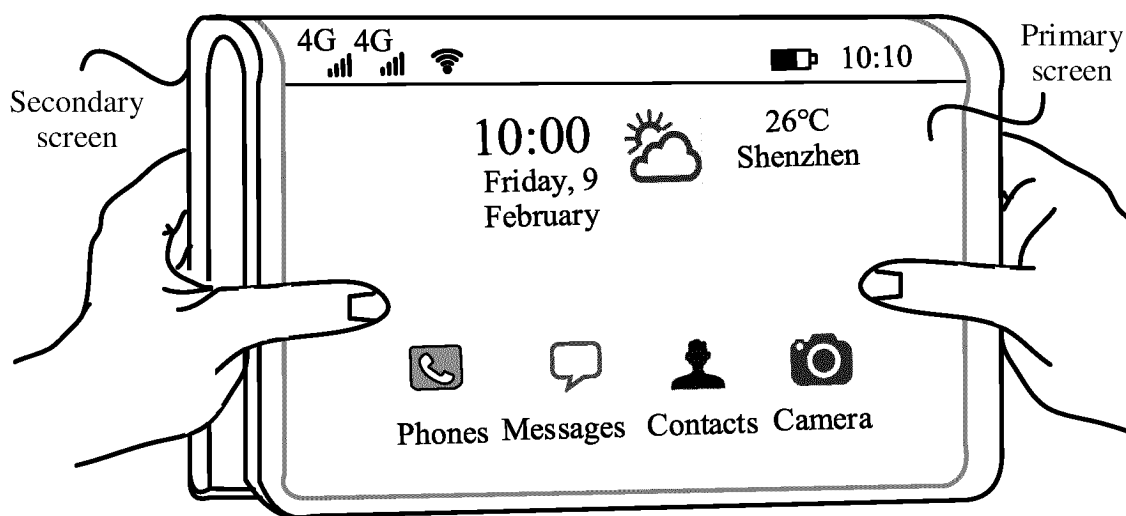 4G 4G
10:10
Primary
screen
Secondary
screen
10:00
Friday, 9
February
26°C
Shenzhen
Phones Messages Contacts Camera